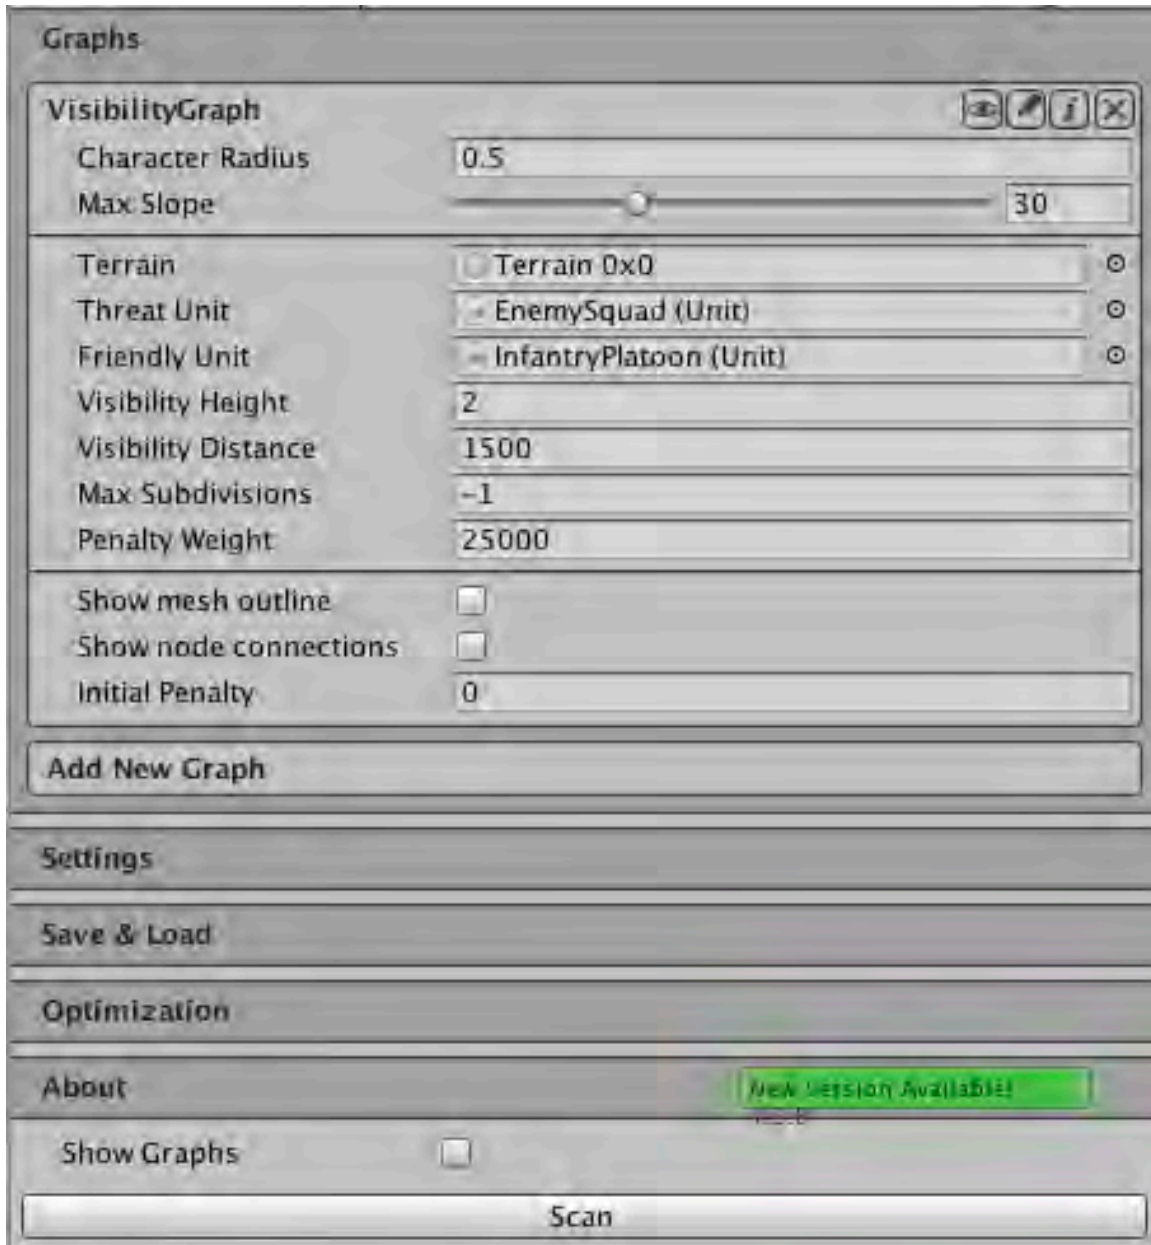 Graphs
VisibilityGraph
Character Radius 0.5
Max Slope 30
Terrain Terrain 0x0
Threat Unit EnemySquad (Unit)
Friendly Unit InfantryPlatoon (Unit)
Visibility Height 2
Visibility Distance 1500
Max Subdivisions -1
Penalty Weight 25000
Show mesh outline
Show node connections
Initial Penalty 0
Add New Graph
Settings
Save & Load
Optimization
About New Version Available!
Show Graphs
Scan